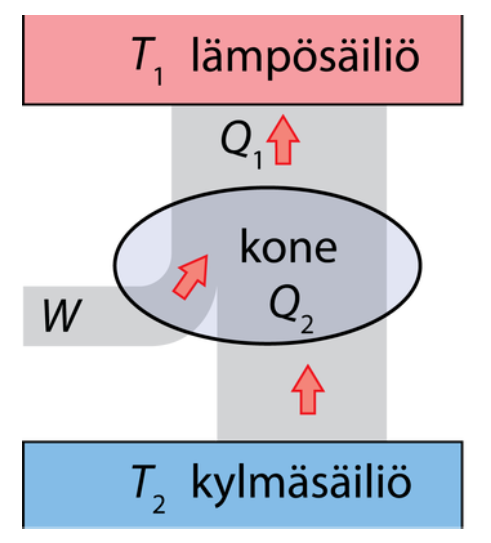 T₁ lämpösäiliö
Q₁
kone
Q₂
W
T₂ kylmäsäiliö